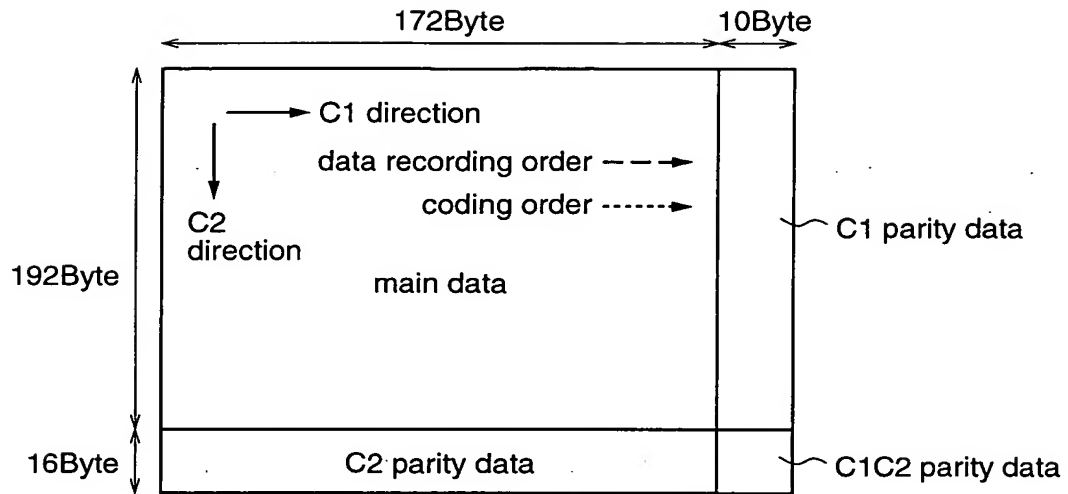 172Byte
10Byte
C1 direction
data recording order
coding order
C2
direction
C1 parity data
192Byte
main data
16Byte
C2 parity data
C1C2 parity data